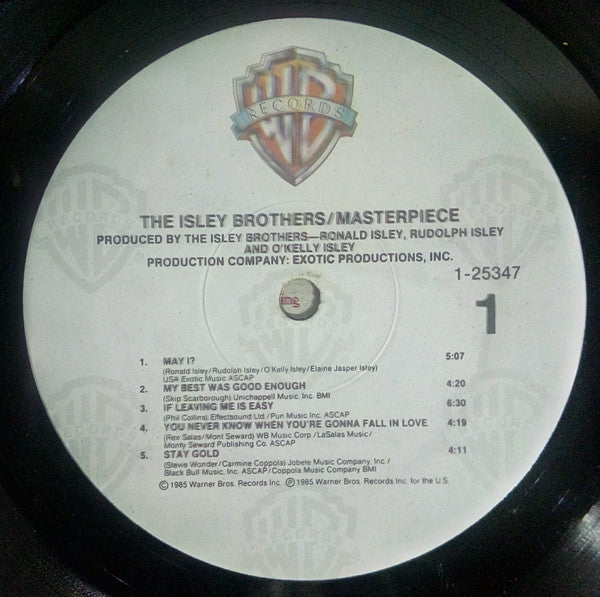 WB
RECORDS
THE ISLEY BROTHERS/MASTERPIECE
PRODUCED BY THE ISLEY BROTHERS—RONALD ISLEY, RUDOLPH ISLEY
AND O'KELLY ISLEY
PRODUCTION COMPANY: EXOTIC PRODUCTIONS, INC.
1-25347
1
1. MAY I? 5:07
(Ronald Isley/Rudolph Isley/O'Kelly Isley/Elaine Jasper Isley)
USA Exotic Music ASCAP
2. MY BEST WAS GOOD ENOUGH 4:20
(Skip Scarborough) Unichappell Music. Inc. BMI
3. IF LEAVING ME IS EASY 6:30
(Phil Collins) Effectsound Ltd./Pun Music Inc. ASCAP
4. YOU NEVER KNOW WHEN YOU'RE GONNA FALL IN LOVE 4:19
(Rex Salas/Mont Seward) WB Music Corp./LaSalas Music/
Monty Seward Publishing Co. ASCAP
5. STAY GOLD 4:11
(Stevie Wonder/Carmine Coppola) Jobete Music Company, Inc./
Black Bull Music, Inc. ASCAP/Coppola Music Company BMI
©1985 Warner Bros. Records Inc. ℗1985 Warner Bros. Records Inc. for the U.S.